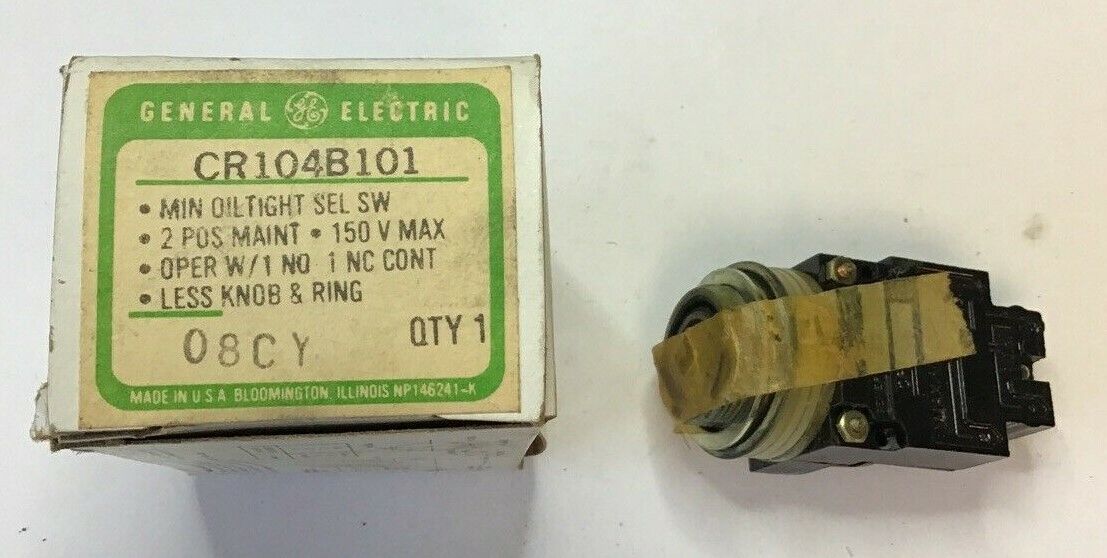 GENERAL GE ELECTRIC
CR104B101
• MIN OILTIGHT SEL SW
• 2 POS MAINT • 150 V MAX
• OPER W/1 NO 1 NC CONT
• LESS KNOB & RING
08CY QTY 1
MADE IN U.S.A. BLOOMINGTON, ILLINOIS NP146241-K